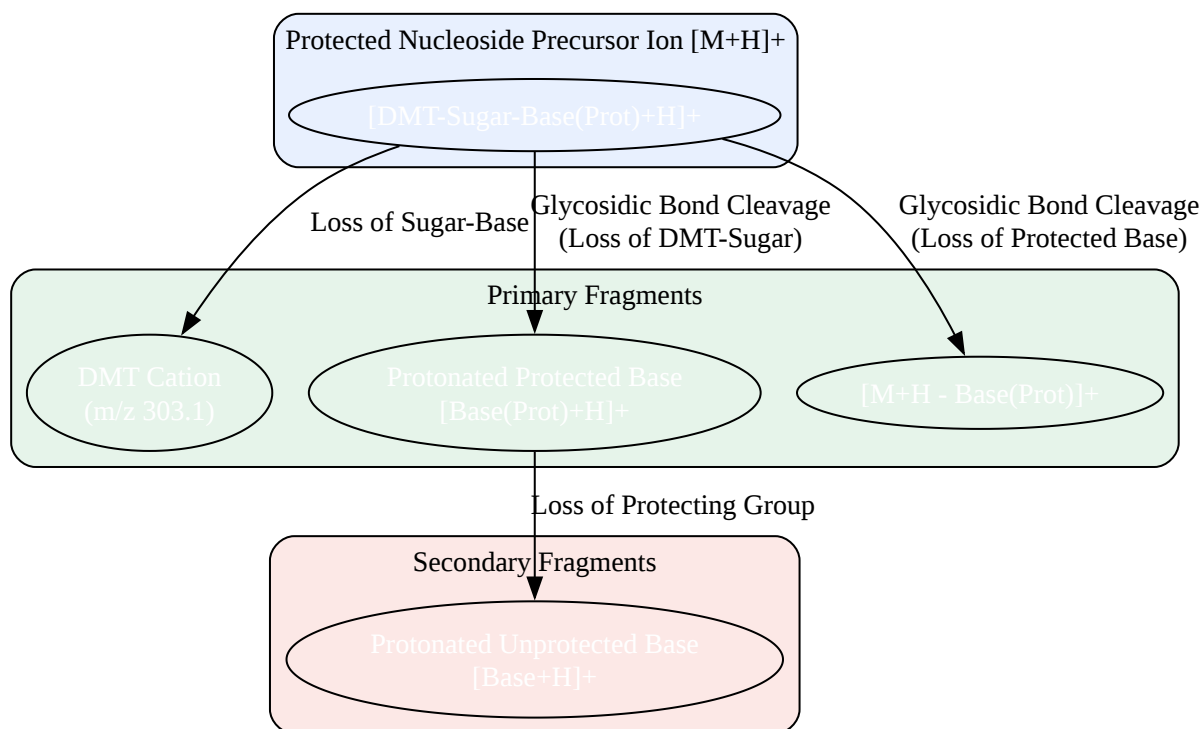 Protected Nucleoside Precursor Ion [M+H]+
[DMT-Sugar-Base(Prot)+H]+
Loss of Sugar-Base
Glycosidic Bond Cleavage
(Loss of DMT-Sugar)
Glycosidic Bond Cleavage
(Loss of Protected Base)
Primary Fragments
DMT Cation
(m/z 303.1)
Protonated Protected Base
[Base(Prot)+H]+
[M+H - Base(Prot)]+
Loss of Protecting Group
Secondary Fragments
Protonated Unprotected Base
[Base+H]+